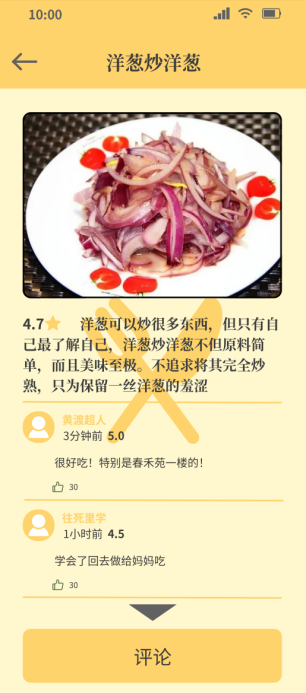 10:00
洋葱炒洋葱
4.7 洋葱可以炒很多东西，但只有自
己最了解自己，洋葱炒洋葱不但原料简
单，而且美味至极。不追求将其完全炒
熟，只为保留一丝洋葱的羞涩
黄渡超人
3分钟前 5.0
很好吃！特别是春禾苑一楼的！
30
往死里学
1小时前 4.5
学会了回去做给妈妈吃
30
评论